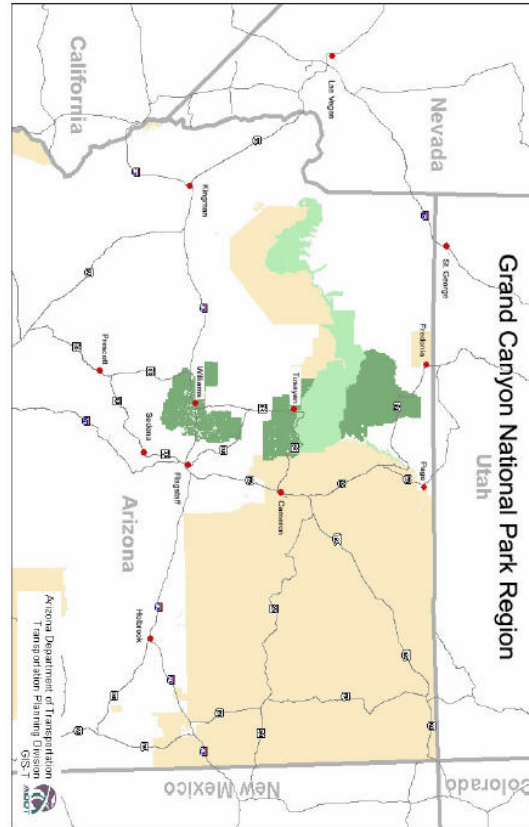 Grand Canyon National Park Region
Nevada
Utah
Colorado
California
Arizona
New Mexico
Las Vegas
St. George
Fredonia
Page
Kingman
Tusayan
Cameron
Williams
Flagstaff
Prescott
Sedona
Holbrook
Arizona Department of Transportation
Transportation Planning Division
GIS-T
ADOT